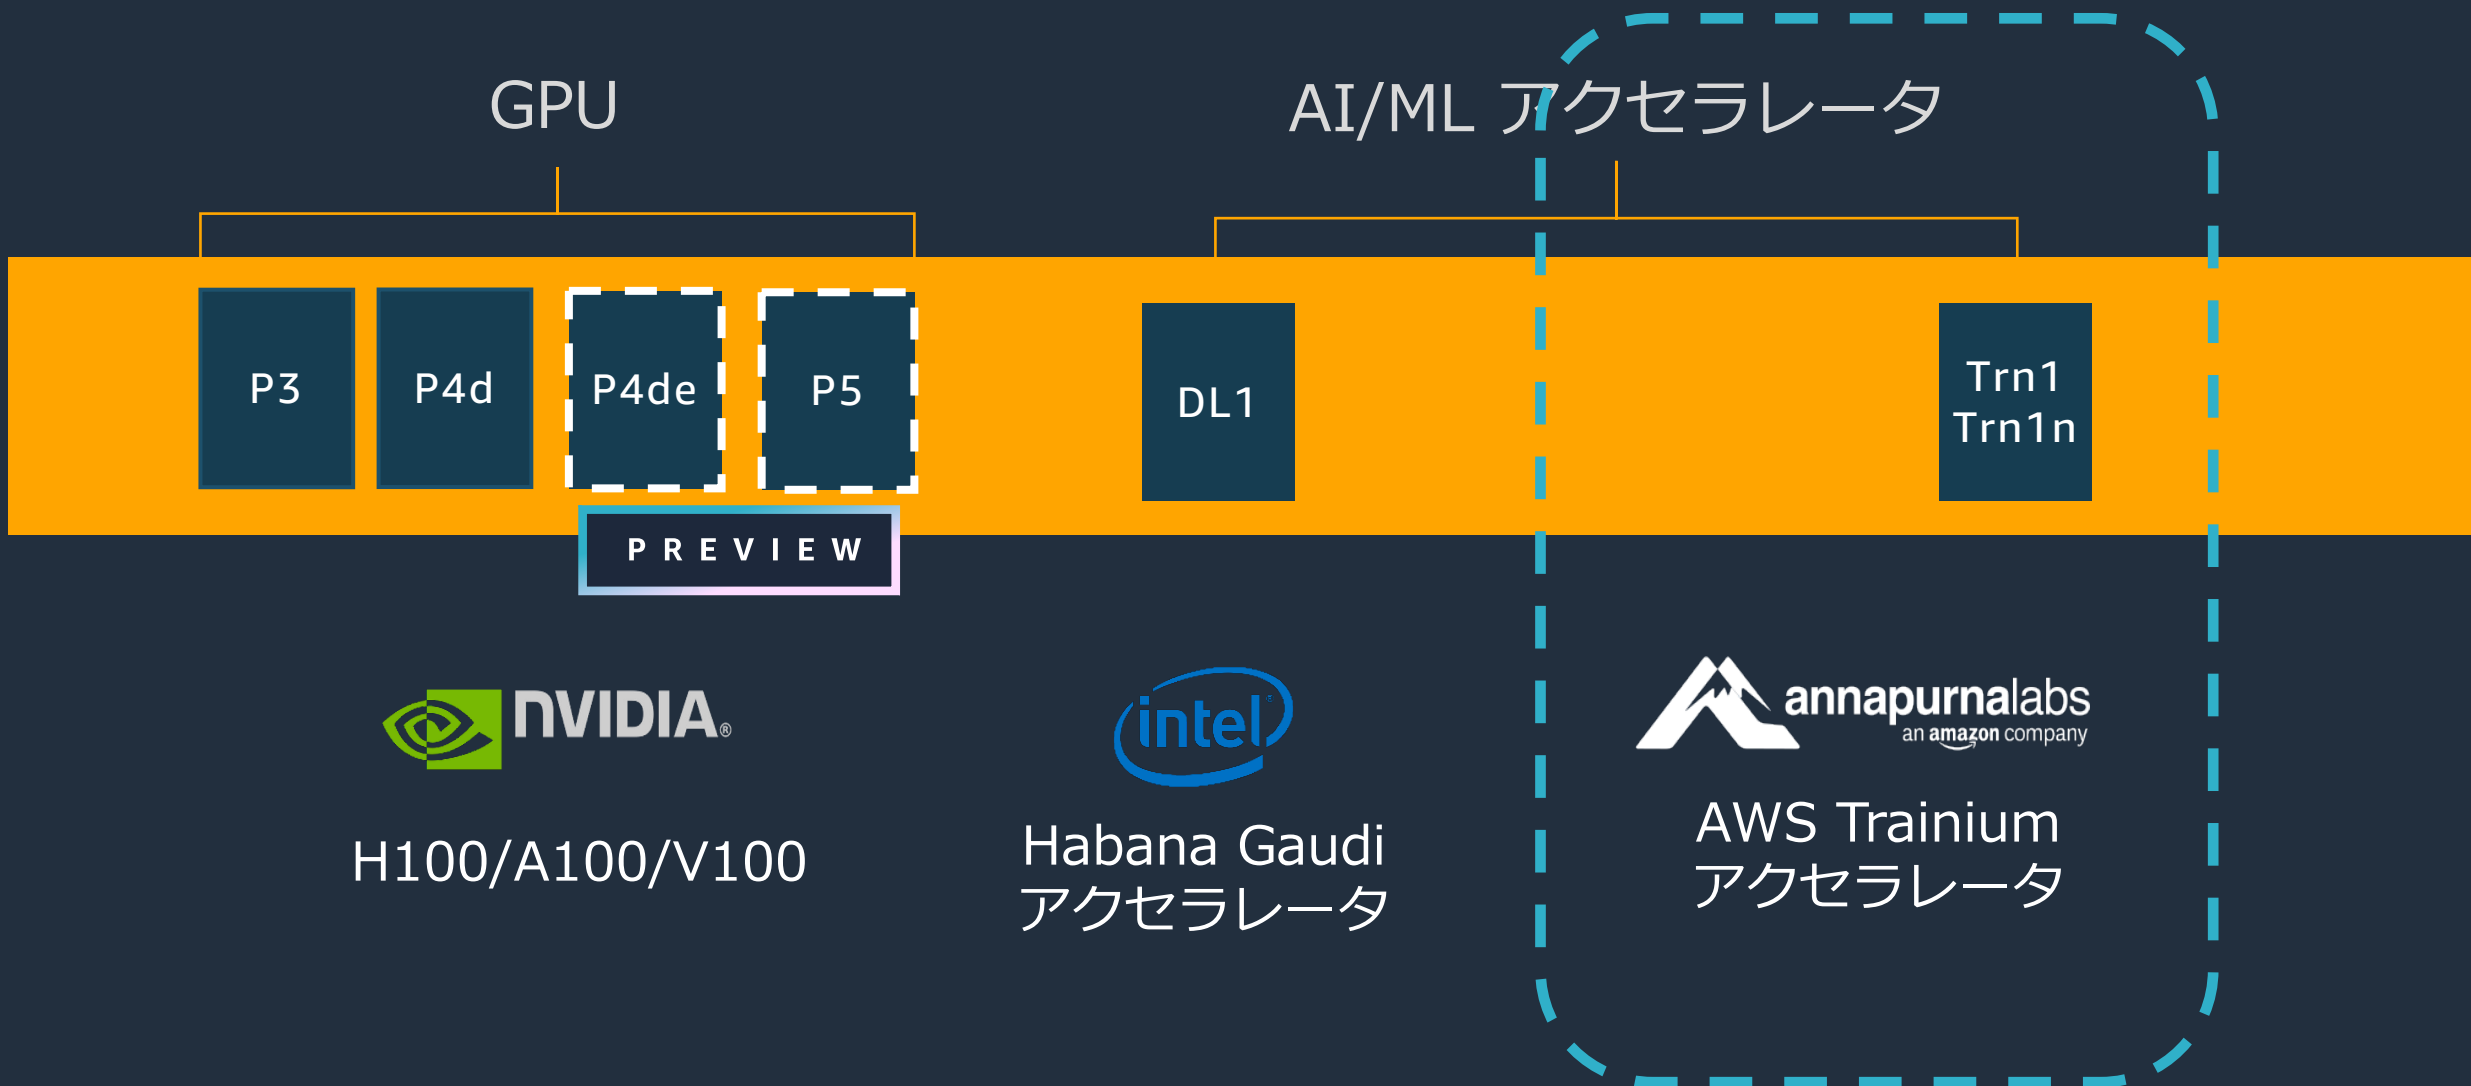 GPU
AI/ML アクセラレータ
P3
P4d
P4de
P5
DL1
Trn1
Trn1n
PREVIEW
NVIDIA®
intel
annapurnalabs
an amazon company
H100/A100/V100
Habana Gaudi
アクセラレータ
AWS Trainium
アクセラレータ